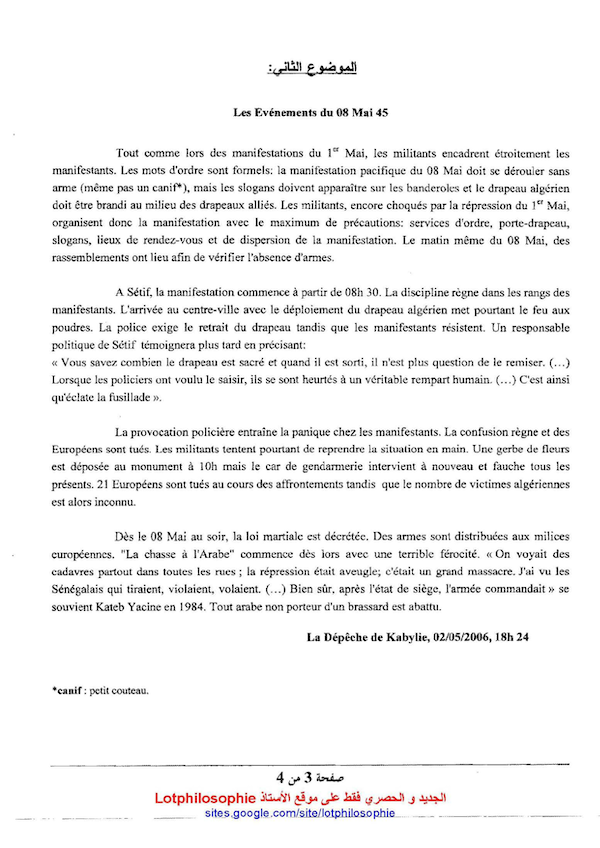 الموضوع الثاني:
Les Evénements du 08 Mai 45
Tout comme lors des manifestations du 1er Mai, les militants encadrent étroitement les
manifestants. Les mots d'ordre sont formels: la manifestation pacifique du 08 Mai doit se dérouler sans
arme (même pas un canif*), mais les slogans doivent apparaître sur les banderoles et le drapeau algérien
doit être brandi au milieu des drapeaux alliés. Les militants, encore choqués par la répression du 1er Mai,
organisent donc la manifestation avec le maximum de précautions: services d'ordre, porte-drapeau,
slogans, lieux de rendez-vous et de dispersion de la manifestation. Le matin même du 08 Mai, des
rassemblements ont lieu afin de vérifier l'absence d'armes.
A Sétif, la manifestation commence à partir de 08h 30. La discipline règne dans les rangs des
manifestants. L'arrivée au centre-ville avec le déploiement du drapeau algérien met pourtant le feu aux
poudres. La police exige le retrait du drapeau tandis que les manifestants résistent. Un responsable
politique de Sétif témoignera plus tard en précisant:
« Vous savez combien le drapeau est sacré et quand il est sorti, il n'est plus question de le remiser. (…)
Lorsque les policiers ont voulu le saisir, ils se sont heurtés à un véritable rempart humain. (…) C'est ainsi
qu'éclate la fusillade ».
La provocation policière entraîne la panique chez les manifestants. La confusion règne et des
Européens sont tués. Les militants tentent pourtant de reprendre la situation en main. Une gerbe de fleurs
est déposée au monument à 10h mais le car de gendarmerie intervient à nouveau et fauche tous les
présents. 21 Européens sont tués au cours des affrontements tandis que le nombre de victimes algériennes
est alors inconnu.
Dès le 08 Mai au soir, la loi martiale est décrétée. Des armes sont distribuées aux milices
européennes. "La chasse à l'Arabe" commence dès lors avec une terrible férocité. « On voyait des
cadavres partout dans toutes les rues ; la répression était aveugle; c'était un grand massacre. J'ai vu les
Sénégalais qui tiraient, violaient, volaient. (…) Bien sûr, après l'état de siège, l'armée commandait » se
souvient Kateb Yacine en 1984. Tout arabe non porteur d'un brassard est abattu.
La Dépêche de Kabylie, 02/05/2006, 18h 24
*canif : petit couteau.
صفحة 3 من 4
الجديد و الحصري فقط على موقع الأستاذ Lotphilosophie
sites.google.com/site/lotphilosophie